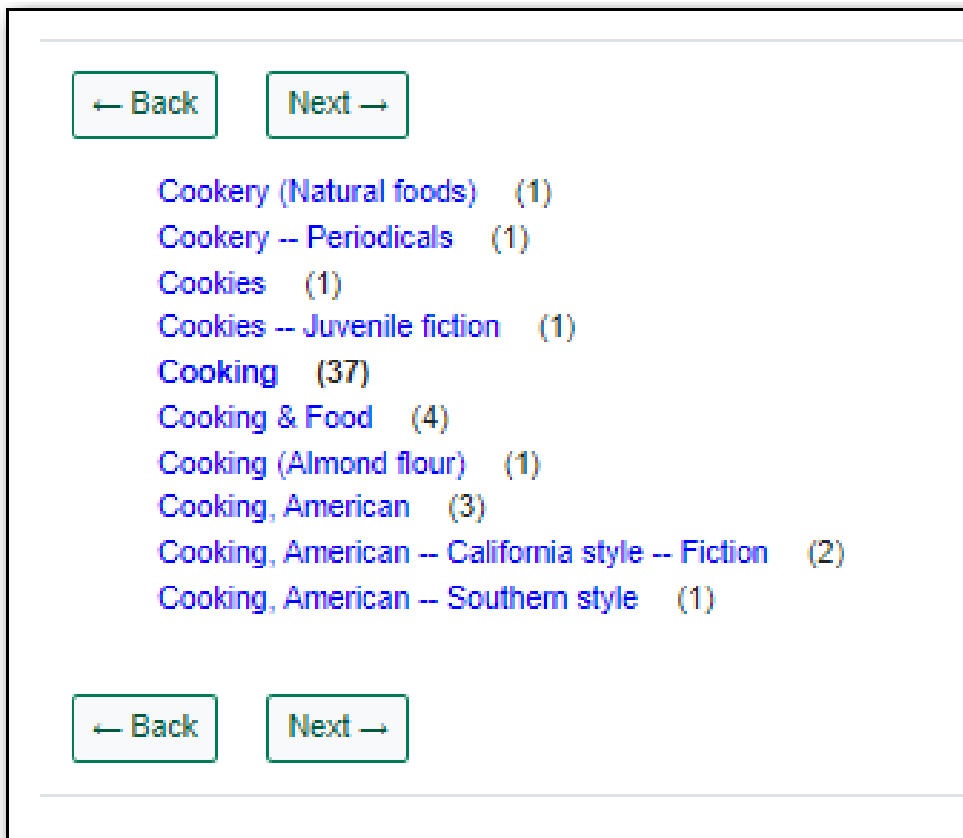 ← Back Next →
Cookery (Natural foods) (1)
Cookery -- Periodicals (1)
Cookies (1)
Cookies -- Juvenile fiction (1)
Cooking (37)
Cooking & Food (4)
Cooking (Almond flour) (1)
Cooking, American (3)
Cooking, American -- California style -- Fiction (2)
Cooking, American -- Southern style (1)
← Back Next →